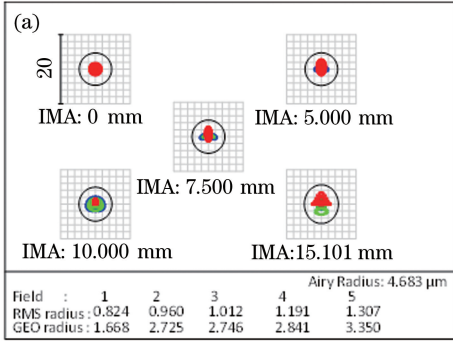 (a)
20
IMA: 0 mm
IMA: 5.000 mm
IMA: 7.500 mm
IMA: 10.000 mm
IMA:15.101 mm
Airy Radius: 4.683 μm
Field : 1 2 3 4 5
RMS radius : 0.824 0.960 1.012 1.191 1.307
GEO radius : 1.668 2.725 2.746 2.841 3.350